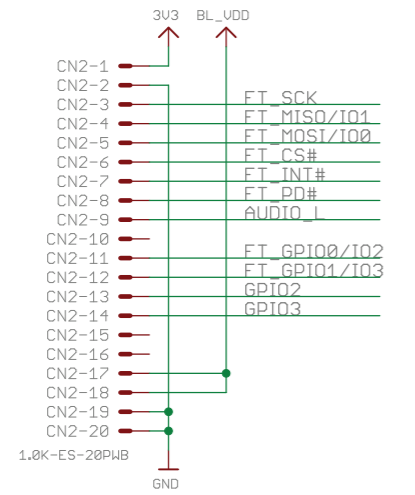 3V3 BL_VDD
CN2-1
CN2-2
CN2-3 FT_SCK
CN2-4 FT_MISO/IO1
CN2-5 FT_MOSI/IO0
CN2-6 FT_CS#
CN2-7 FT_INT#
CN2-8 FT_PD#
CN2-9 AUDIO_L
CN2-10
CN2-11 FT_GPIO0/IO2
CN2-12 FT_GPIO1/IO3
CN2-13 GPIO2
CN2-14 GPIO3
CN2-15
CN2-16
CN2-17
CN2-18
CN2-19
CN2-20
1.0K-ES-20PWB
GND